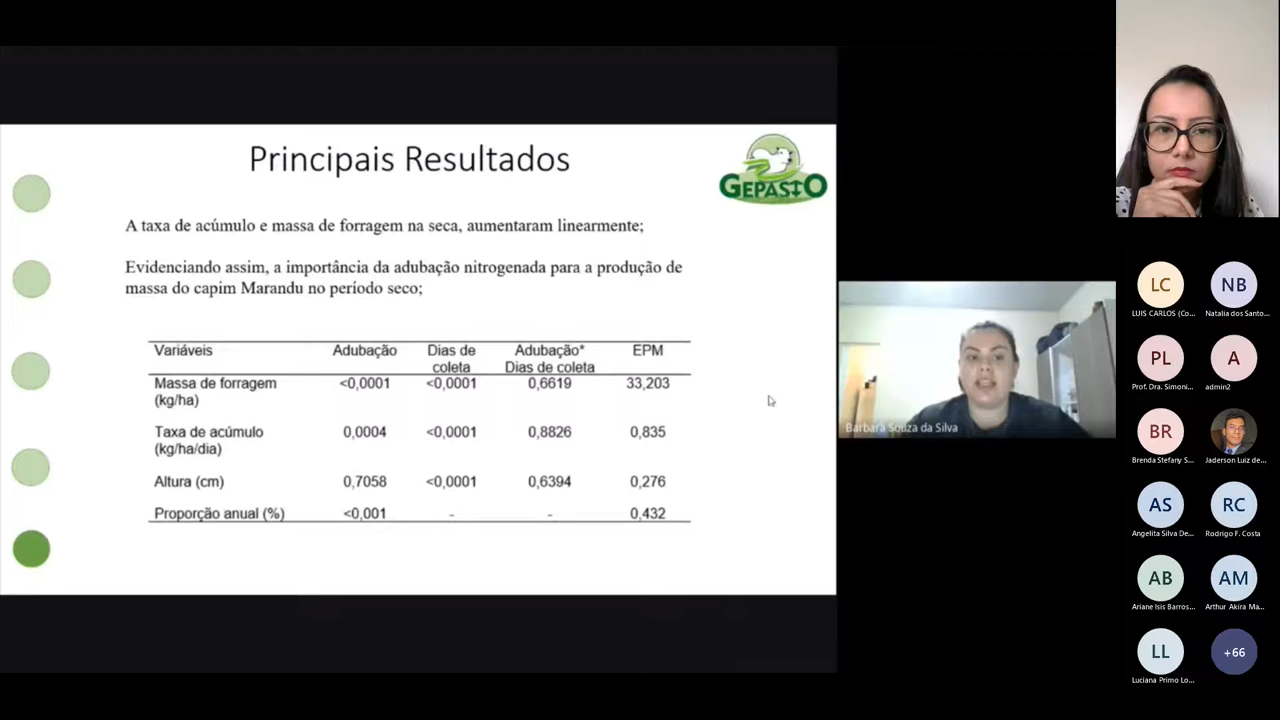 Principais Resultados
GEPASTO
A taxa de acúmulo e massa de forragem na seca, aumentaram linearmente;
Evidenciando assim, a importância da adubação nitrogenada para a produção de
massa do capim Marandu no período seco;
Variáveis Adubação Dias de coleta Adubação* Dias de coleta EPM
Massa de forragem (kg/ha) <0,0001 <0,0001 0,6619 33,203
Taxa de acúmulo (kg/ha/dia) 0,0004 <0,0001 0,8826 0,835
Altura (cm) 0,7058 <0,0001 0,6394 0,276
Proporção anual (%) <0,001 - - 0,432
Barbara Souza da Silva
LC NB
LUIS CARLOS (Co... Natalia dos Santo...
PL A
Prof. Dra. Simoni... admin2
BR
Brenda Stefany S... Jaderson Luiz de...
AS RC
Angelita Silva De... Rodrigo F. Costa
AB AM
Ariane Isis Barros... Arthur Akira Ma...
LL +66
Luciana Primo Lo...